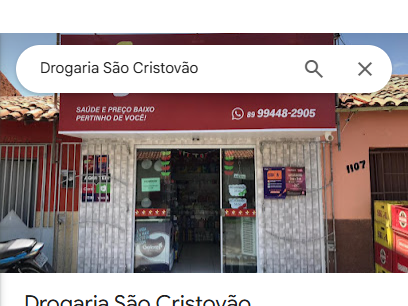 Drogaria São Cristovão
SAÚDE E PREÇO BAIXO
PERTINHO DE VOCÊ!
89 99448-2905
1107
Drogaria São Cristovão